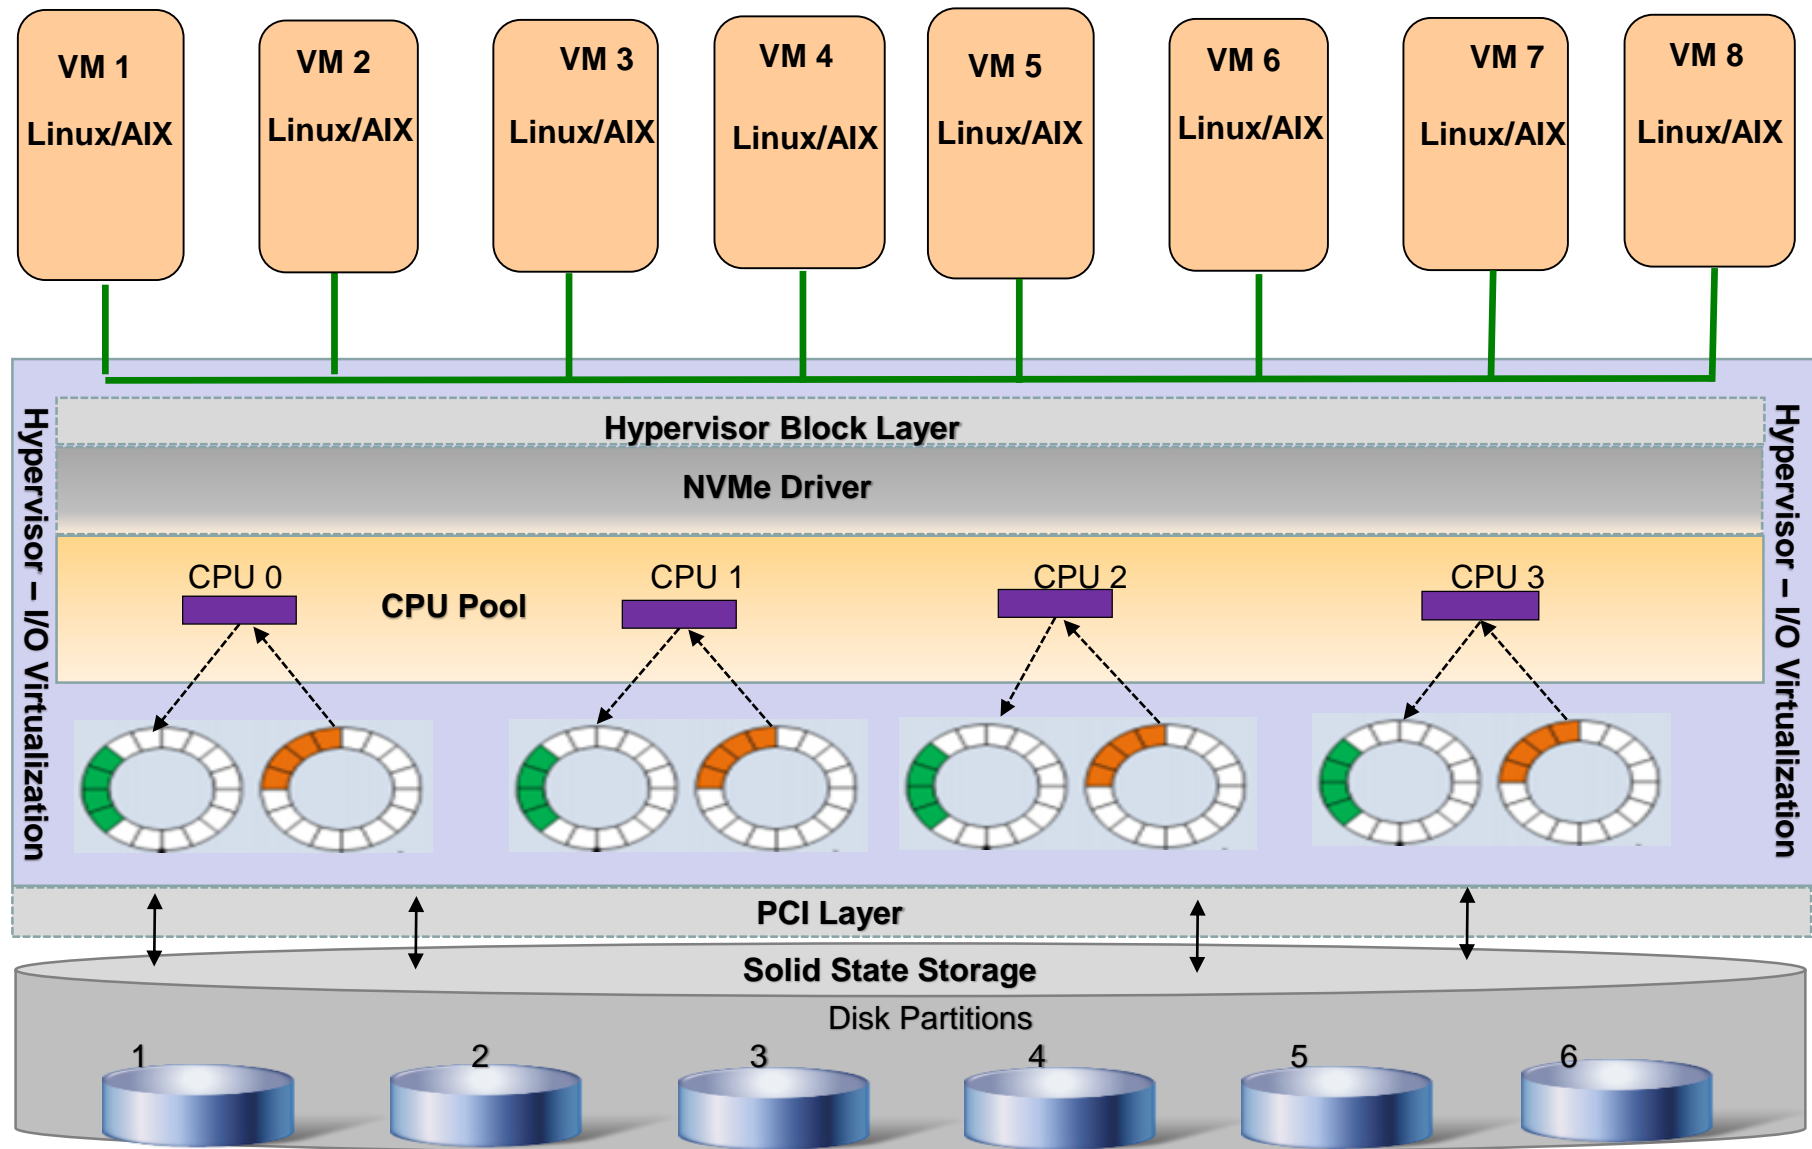 VM 1
Linux/AIX
VM 2
Linux/AIX
VM 3
Linux/AIX
VM 4
Linux/AIX
VM 5
Linux/AIX
VM 6
Linux/AIX
VM 7
Linux/AIX
VM 8
Linux/AIX
Hypervisor – I/O Virtualization
Hypervisor Block Layer
NVMe Driver
CPU 0
CPU Pool
CPU 1
CPU 2
CPU 3
Hypervisor – I/O Virtualization
PCI Layer
Solid State Storage
Disk Partitions
1
2
3
4
5
6